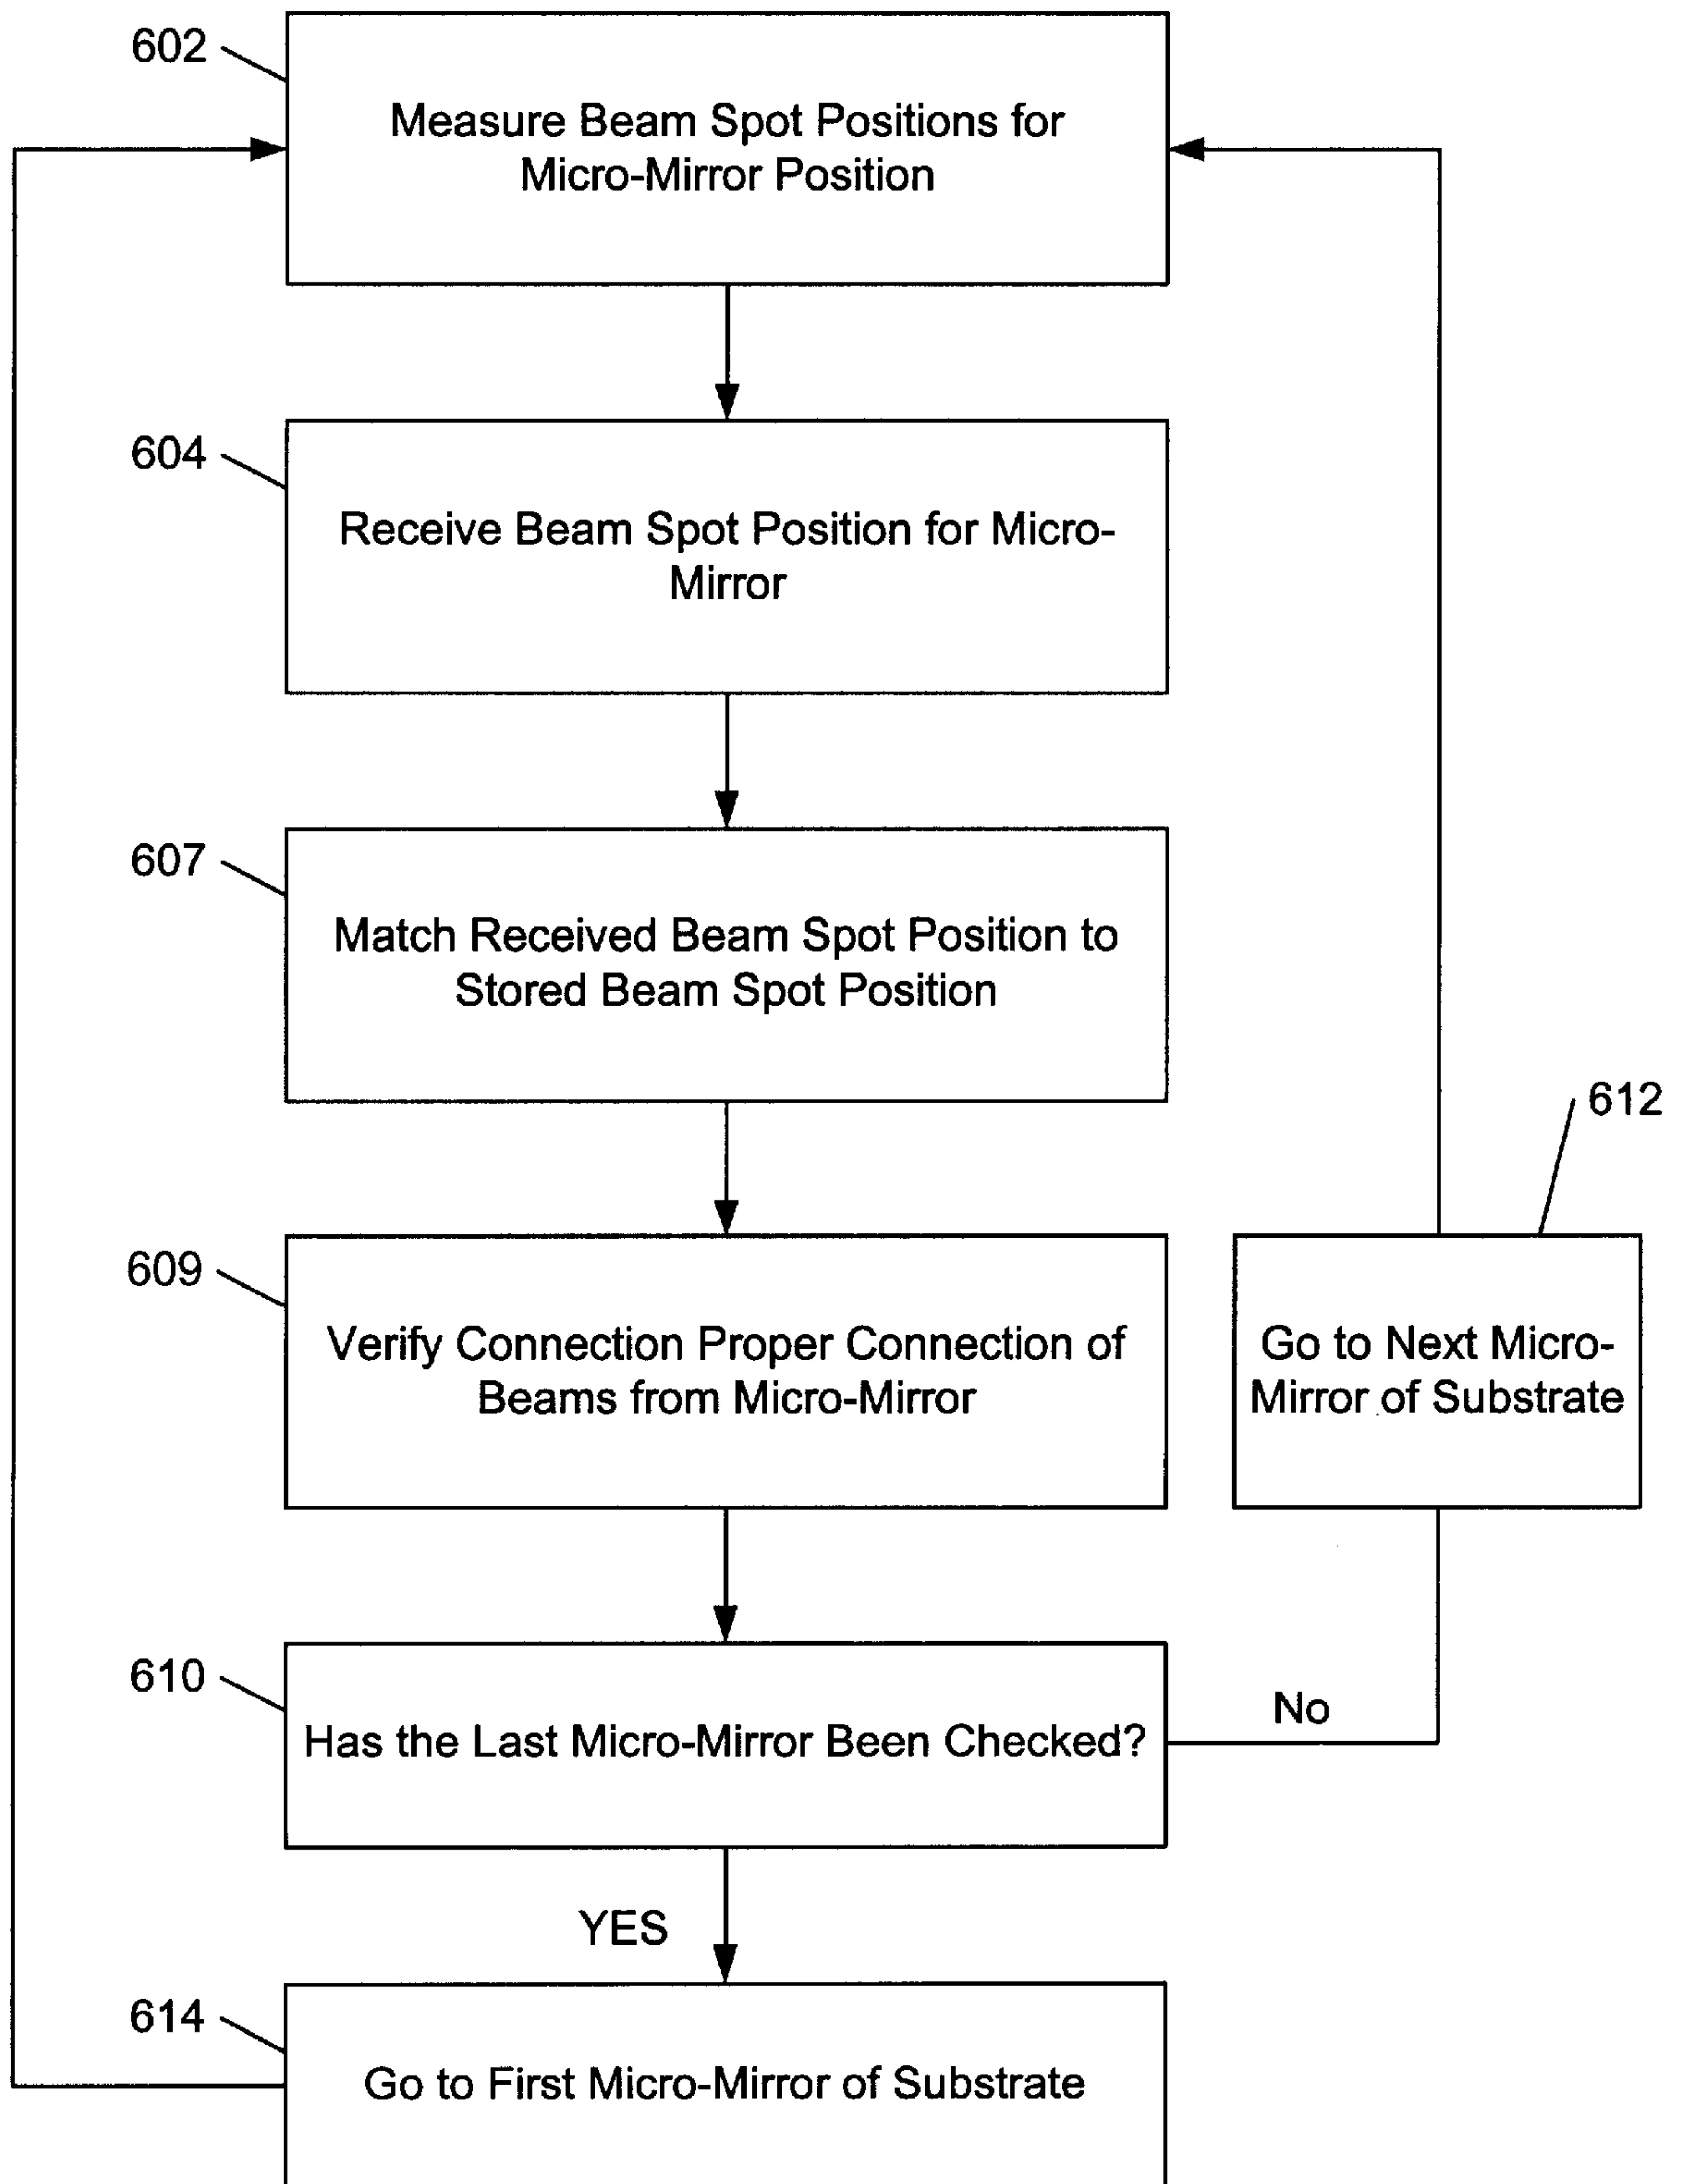 602
Measure Beam Spot Positions for
Micro-Mirror Position
604
Receive Beam Spot Position for Micro-
Mirror
607
Match Received Beam Spot Position to
Stored Beam Spot Position
612
609
Verify Connection Proper Connection of
Beams from Micro-Mirror
Go to Next Micro-
Mirror of Substrate
610
Has the Last Micro-Mirror Been Checked?
No
YES
614
Go to First Micro-Mirror of Substrate